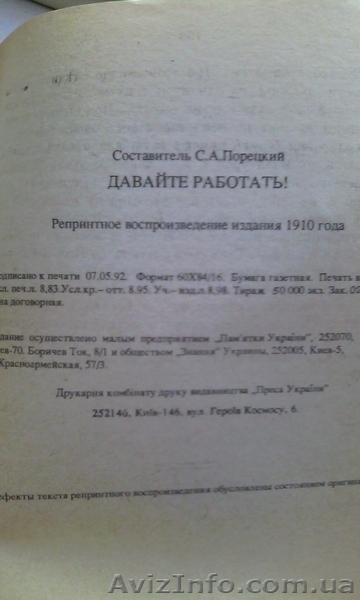 Составитель С.А.Порецкий
ДАВАЙТЕ РАБОТАТЬ!
Репринтное воспроизведение издания 1910 года
одписано к печати 07.05.92. Формат 60Х84/16. Бумага газетная. Печать
сл. печ.л. 8,83.Усл.кр.– отт. 8.95. Уч.– изд.л.8,98. Тираж 50 000 экз. Зак.
на договорная.
дание осуществлено малым предприятием „Пам'ятки України", 252070,
ев-70. Боричев Ток, 8/1 и обществом „Знання" Украины, 252005, Киев-5,
Красноармейская, 57/3.
Друкарня комбінату друку видавництва „Преса України"
252146, Київ–146, вул. Героїв Космосу, 6.
ефекты текста репринтного воспроизведения обусловлены состоянием оригин
AvizInfo.com.ua